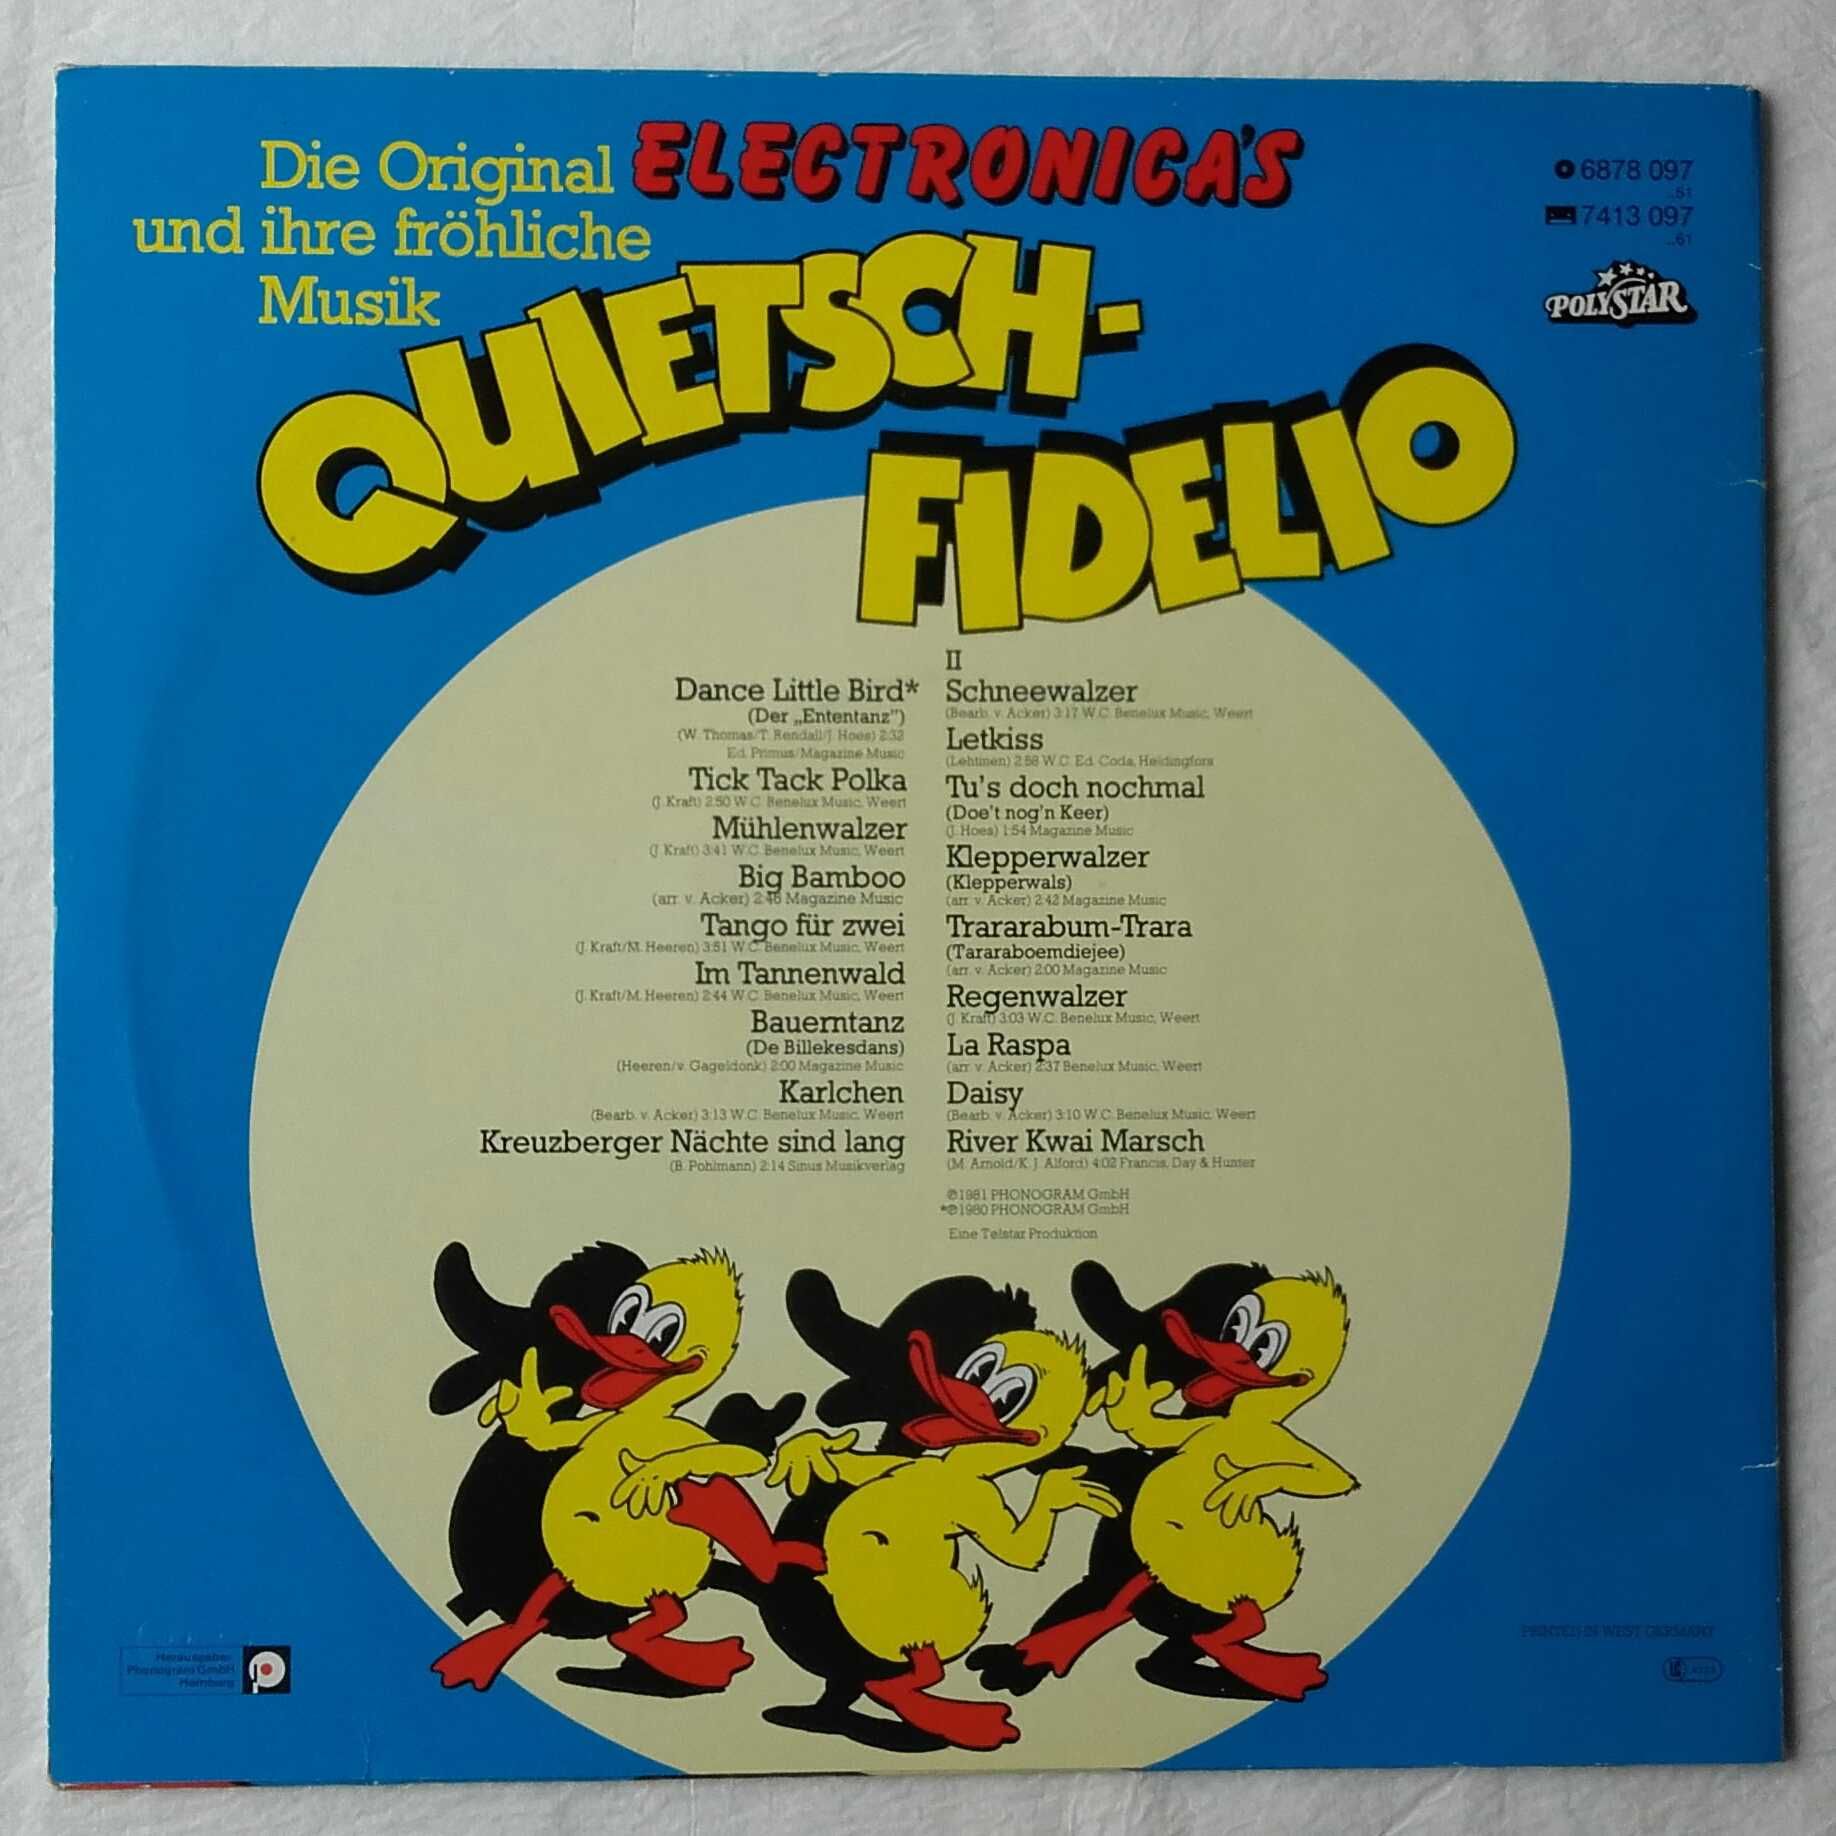 Die Original ELECTRONICA'S
und ihre fröhliche
Musik
QUIETSCH-
FIDELIO
6878 097
..61
7413 097
..61
POLYSTAR
Dance Little Bird*
(Der „Ententanz")
(W. Thomas/T. Rendall/J. Hoes) 2:32
Ed. Primus/Magazine Music
Tick Tack Polka
(J. Kraft) 2:50 W.C. Benelux Music, Weert
Mühlenwalzer
(J. Kraft) 3:41 W.C. Benelux Music, Weert
Big Bamboo
(arr. v. Acker) 2:46 Magazine Music
Tango für zwei
(J. Kraft/M. Heeren) 3:51 W.C. Benelux Music, Weert
Im Tannenwald
(J. Kraft/M. Heeren) 2:44 W.C. Benelux Music, Weert
Bauerntanz
(De Billekesdans)
(Heeren/v. Gageldonk) 2:00 Magazine Music
Karlchen
(Bearb. v. Acker) 3:13 W.C. Benelux Music, Weert
Kreuzberger Nächte sind lang
(B. Pohlmann) 2:14 Sinus Musikverlag
II
Schneewalzer
(Bearb. v. Acker) 3:17 W.C. Benelux Music, Weert
Letkiss
(Lehtinen) 2:58 W.C. Ed. Coda, Heldingfors
Tu's doch nochmal
(Doe't nog'n Keer)
(J. Hoes) 1:54 Magazine Music
Klepperwalzer
(Klepperwals)
(arr. v. Acker) 2:42 Magazine Music
Trararabum-Trara
(Tararaboemdiejee)
(arr. v. Acker) 2:00 Magazine Music
Regenwalzer
(J. Kraft) 3:03 W.C. Benelux Music, Weert
La Raspa
(arr. v. Acker) 2:37 Benelux Music, Weert
Daisy
(Bearb. v. Acker) 3:10 W.C. Benelux Music, Weert
River Kwai Marsch
(M. Arnold/K. J. Alford) 4:02 Francis, Day & Hunter
℗1981 PHONOGRAM GmbH
*℗1980 PHONOGRAM GmbH
Eine Telstar Produktion
Herausgeber
Phonogram GmbH
Hamburg
PRINTED IN WEST GERMANY